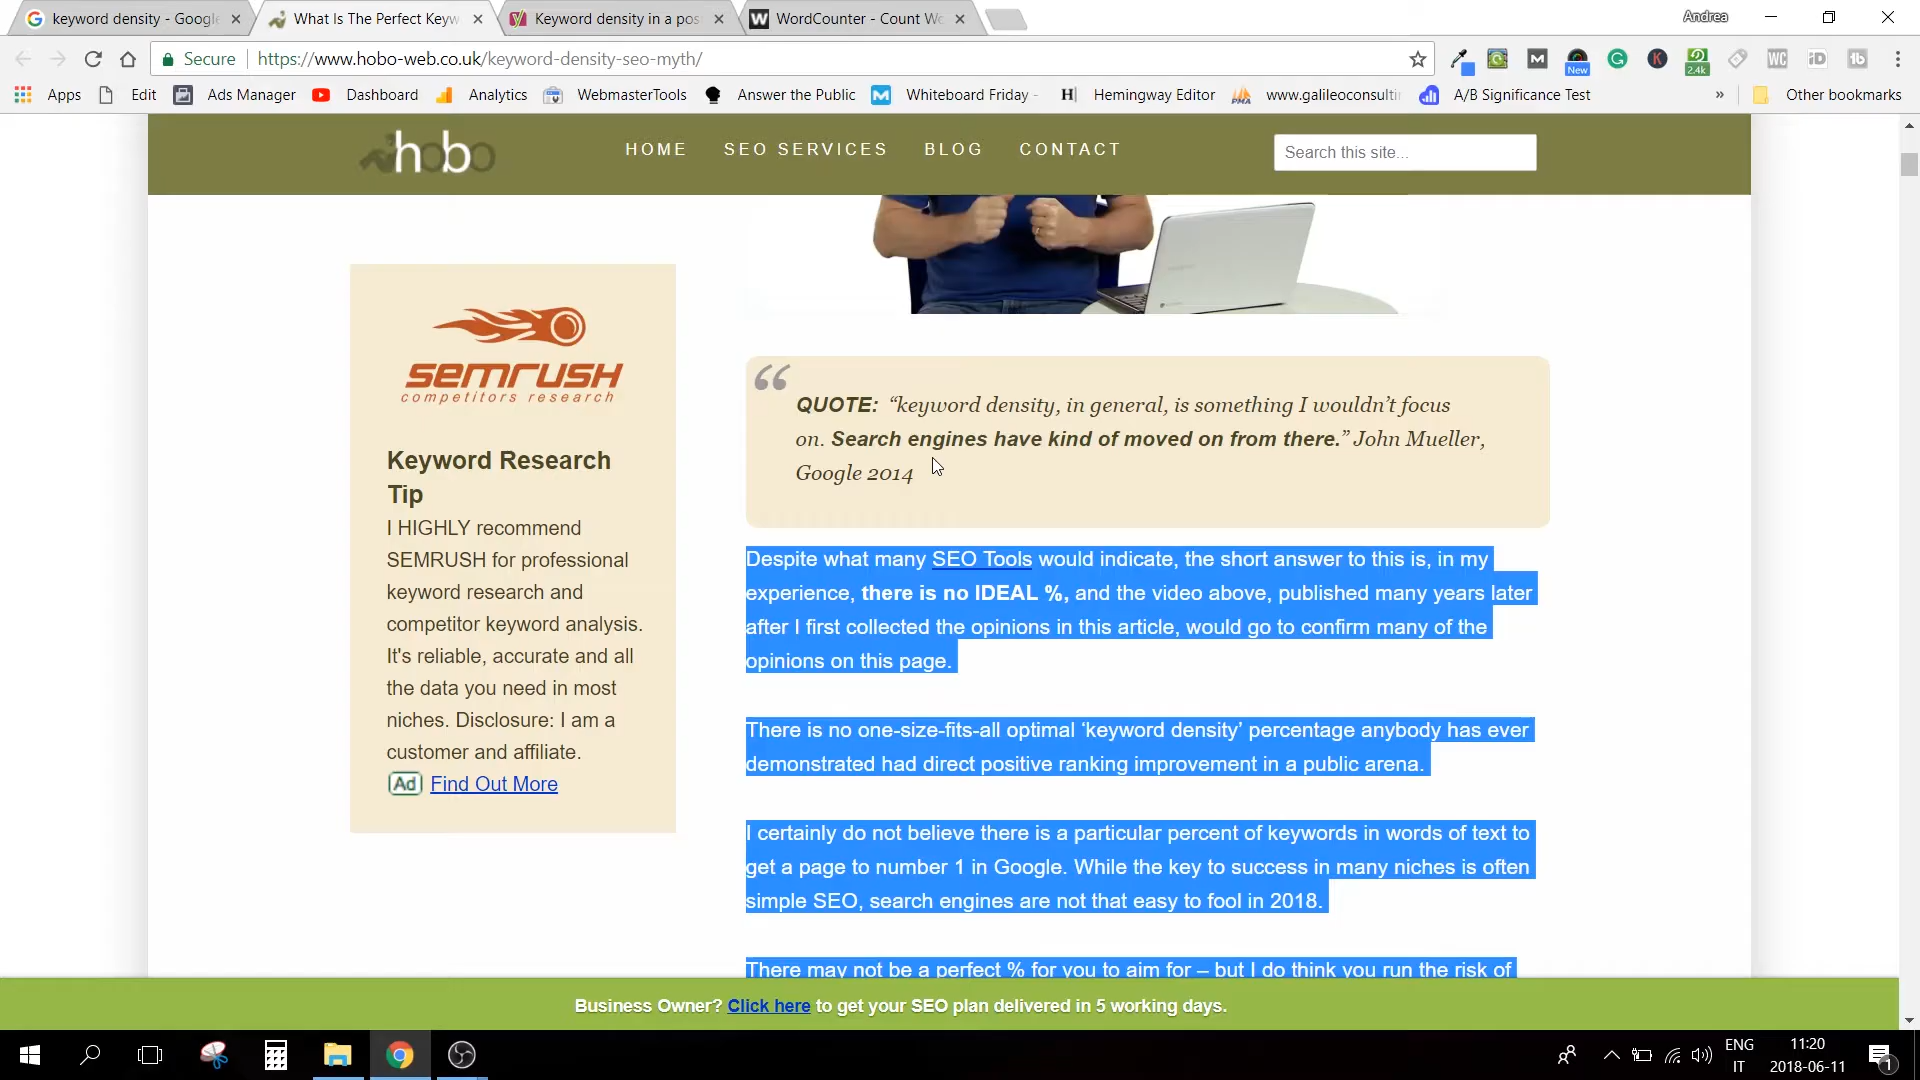 keyword density - Google
What Is The Perfect Keyw
Keyword density in a pos
WordCounter - Count Wo
Andrea
Secure
https://www.hobo-web.co.uk/keyword-density-seo-myth/
New
2.4k
WC
Apps
Edit
Ads Manager
Dashboard
Analytics
WebmasterTools
Answer the Public
Whiteboard Friday -
Hemingway Editor
www.galileoconsulti
A/B Significance Test
»
Other bookmarks
hobo
HOME
SEO SERVICES
BLOG
CONTACT
Search this site...
semrush
competitors research
Keyword Research
Tip
I HIGHLY recommend
SEMRUSH for professional
keyword research and
competitor keyword analysis.
It's reliable, accurate and all
the data you need in most
niches. Disclosure: I am a
customer and affiliate.
Ad Find Out More
“
QUOTE: “keyword density, in general, is something I wouldn’t focus
on. Search engines have kind of moved on from there.” John Mueller,
Google 2014
Despite what many SEO Tools would indicate, the short answer to this is, in my
experience, there is no IDEAL %, and the video above, published many years later
after I first collected the opinions in this article, would go to confirm many of the
opinions on this page.
There is no one-size-fits-all optimal ‘keyword density’ percentage anybody has ever
demonstrated had direct positive ranking improvement in a public arena.
I certainly do not believe there is a particular percent of keywords in words of text to
get a page to number 1 in Google. While the key to success in many niches is often
simple SEO, search engines are not that easy to fool in 2018.
There may not be a perfect % for you to aim for – but I do think you run the risk of
Business Owner? Click here to get your SEO plan delivered in 5 working days.
ENG
IT
11:20
2018-06-11
1